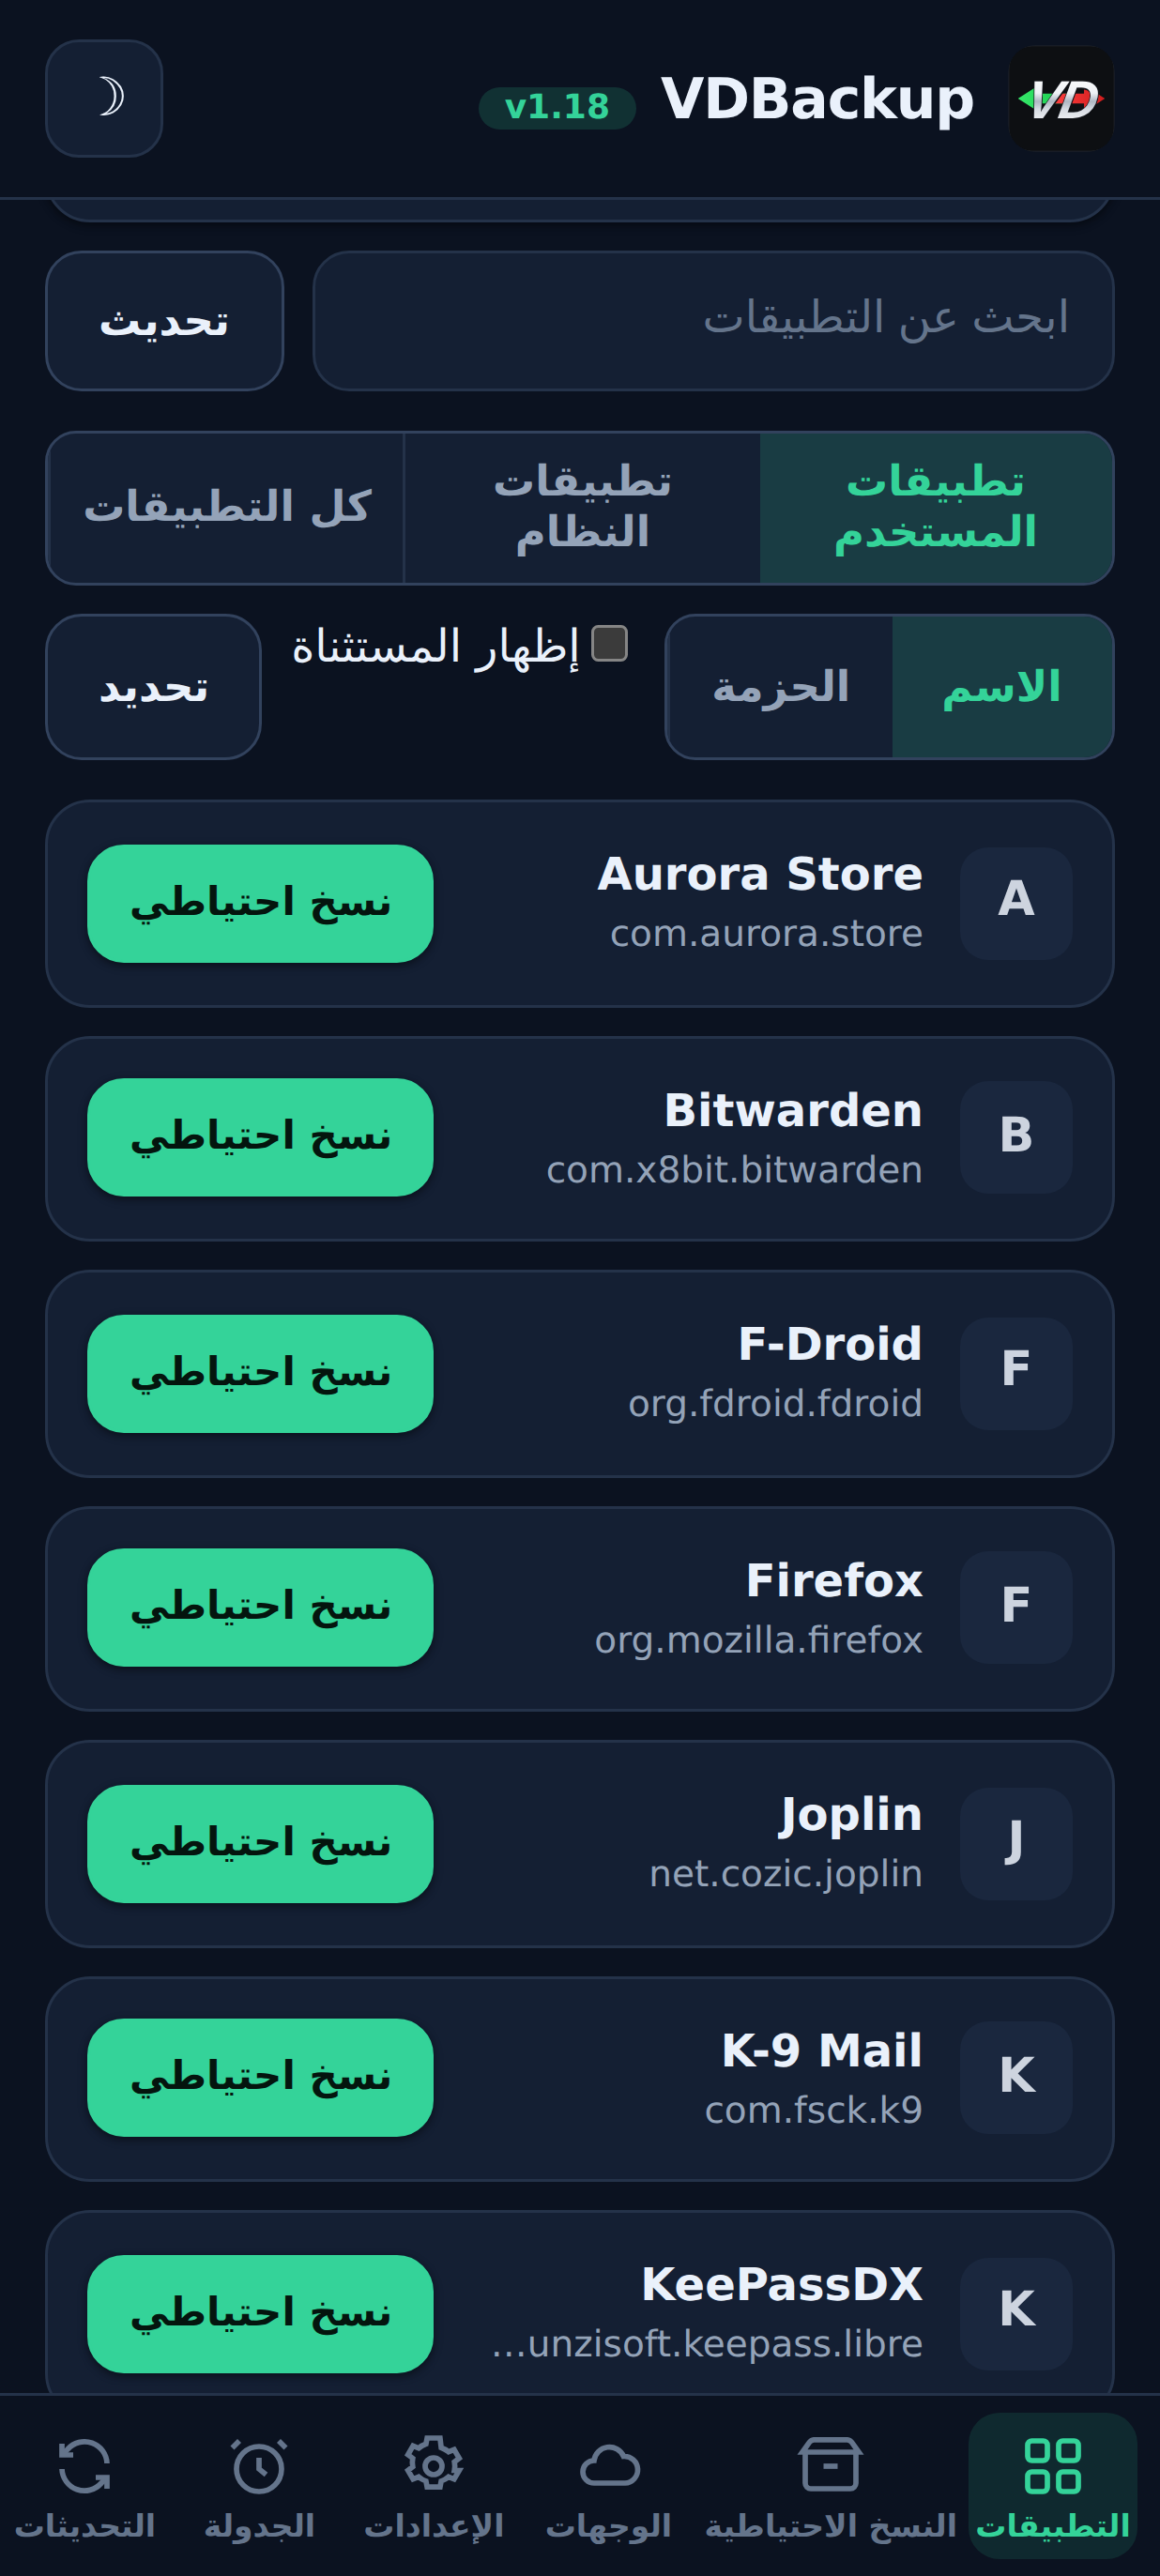 VD
VDBackup
v1.18
☽
ابحث عن التطبيقات
تحديث
تطبيقات
المستخدم
تطبيقات
النظام
كل التطبيقات
الاسم
الحزمة
إظهار المستثناة
تحديد
A
Aurora Store
com.aurora.store
نسخ احتياطي
B
Bitwarden
com.x8bit.bitwarden
نسخ احتياطي
F
F-Droid
org.fdroid.fdroid
نسخ احتياطي
F
Firefox
org.mozilla.firefox
نسخ احتياطي
J
Joplin
net.cozic.joplin
نسخ احتياطي
K
K-9 Mail
com.fsck.k9
نسخ احتياطي
K
KeePassDX
...unzisoft.keepass.libre
نسخ احتياطي
التطبيقات
النسخ الاحتياطية
الوجهات
الإعدادات
الجدولة
التحديثات